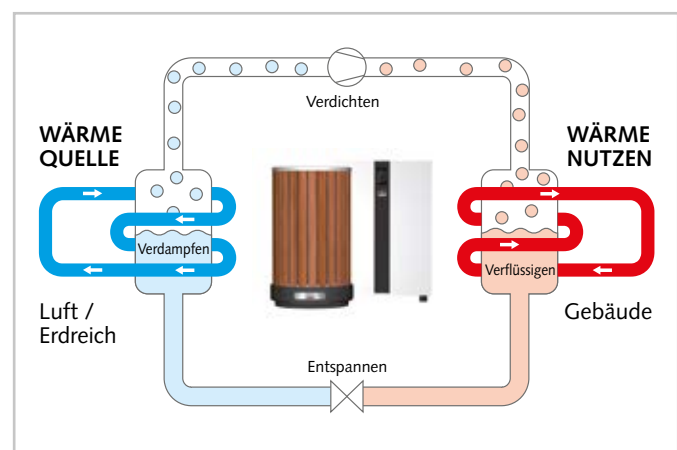 Verdichten
WÄRME
QUELLE
WÄRME
NUTZEN
Verdampfen
Verflüssigen
Luft /
Erdreich
Gebäude
Entspannen